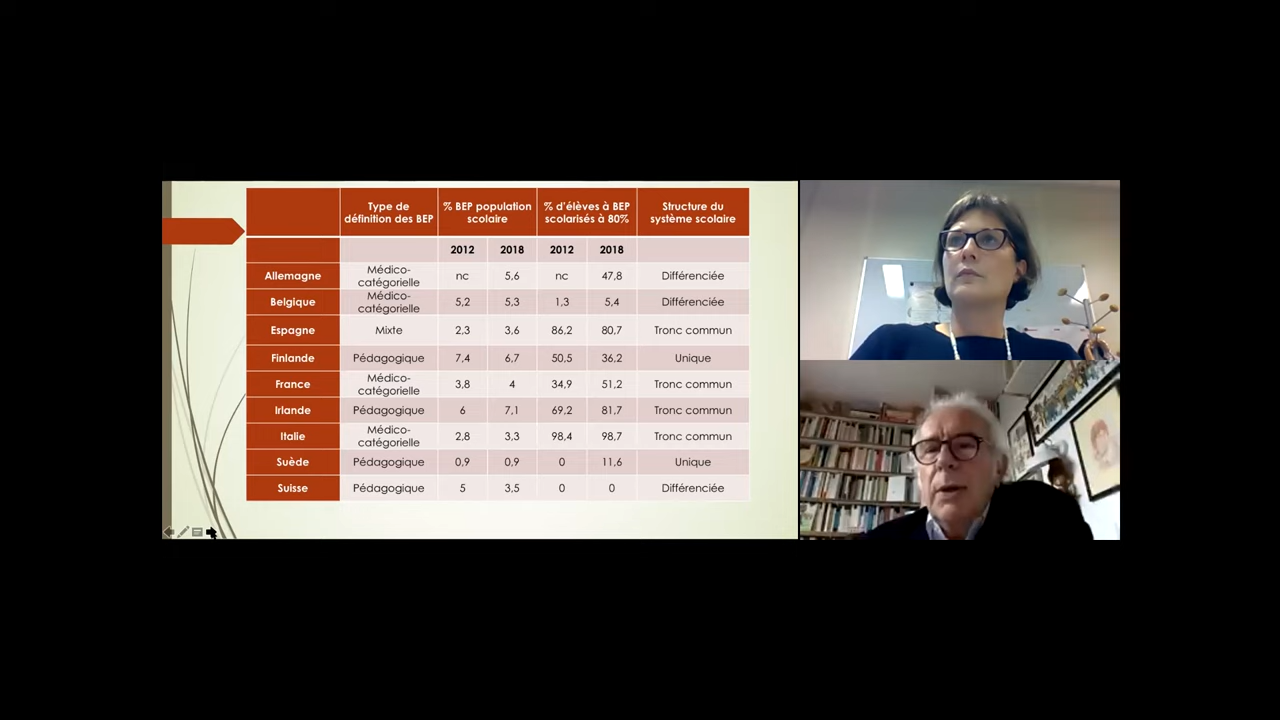 Type de définition des BEP | % BEP population scolaire | % d'élèves à BEP scolarisés à 80% | Structure du système scolaire
2012 | 2018 | 2012 | 2018
Allemagne | Médico-catégorielle | nc | 5,6 | nc | 47,8 | Différenciée
Belgique | Médico-catégorielle | 5,2 | 5,3 | 1,3 | 5,4 | Différenciée
Espagne | Mixte | 2,3 | 3,6 | 86,2 | 80,7 | Tronc commun
Finlande | Pédagogique | 7,4 | 6,7 | 50,5 | 36,2 | Unique
France | Médico-catégorielle | 3,8 | 4 | 34,9 | 51,2 | Tronc commun
Irlande | Pédagogique | 6 | 7,1 | 69,2 | 81,7 | Tronc commun
Italie | Médico-catégorielle | 2,8 | 3,3 | 98,4 | 98,7 | Tronc commun
Suède | Pédagogique | 0,9 | 0,9 | 0 | 11,6 | Unique
Suisse | Pédagogique | 5 | 3,5 | 0 | 0 | Différenciée